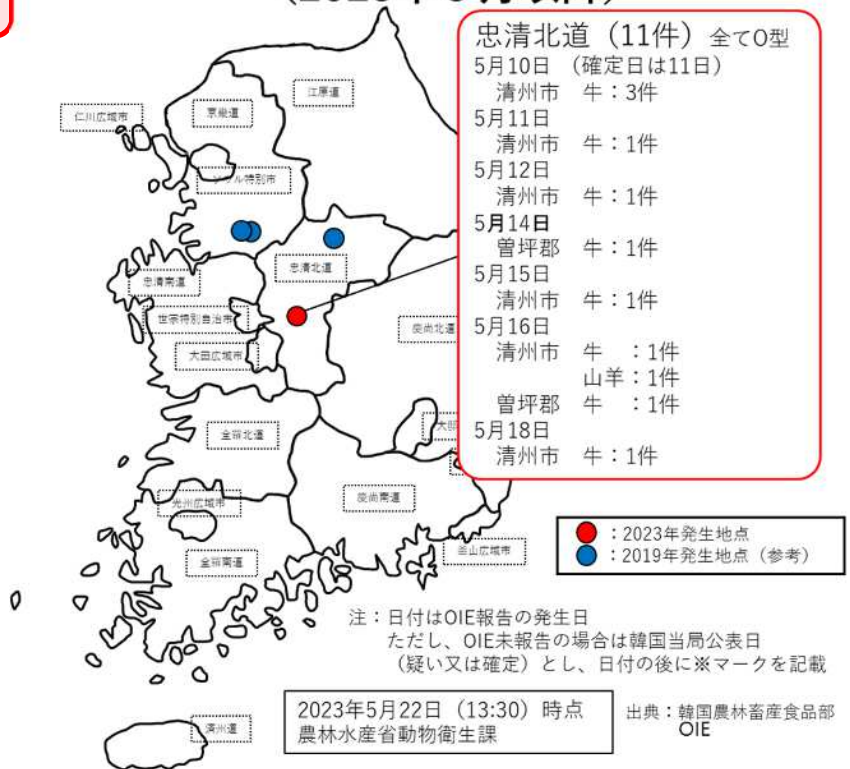 忠清北道（11件）全てO型
5月10日 （確定日は11日）
清州市 牛：3件
5月11日
清州市 牛：1件
5月12日
清州市 牛：1件
5月14日
曽坪郡 牛：1件
5月15日
清州市 牛：1件
5月16日
清州市 牛 ：1件
山羊：1件
曽坪郡 牛 ：1件
5月18日
清州市 牛：1件
江原道
仁川広域市
京畿道
ソウル特別市
忠清北道
忠清南道
世宗特別自治市
慶尚北道
大田広域市
全羅北道
光州広域市
慶尚南道
全羅南道
釜山広域市
済州道
：2023年発生地点
：2019年発生地点（参考）
注：日付はOIE報告の発生日
ただし、OIE未報告の場合は韓国当局公表日
（疑い又は確定）とし、日付の後に※マークを記載
2023年5月22日（13:30）時点
農林水産省動物衛生課
出典：韓国農林畜産食品部
OIE